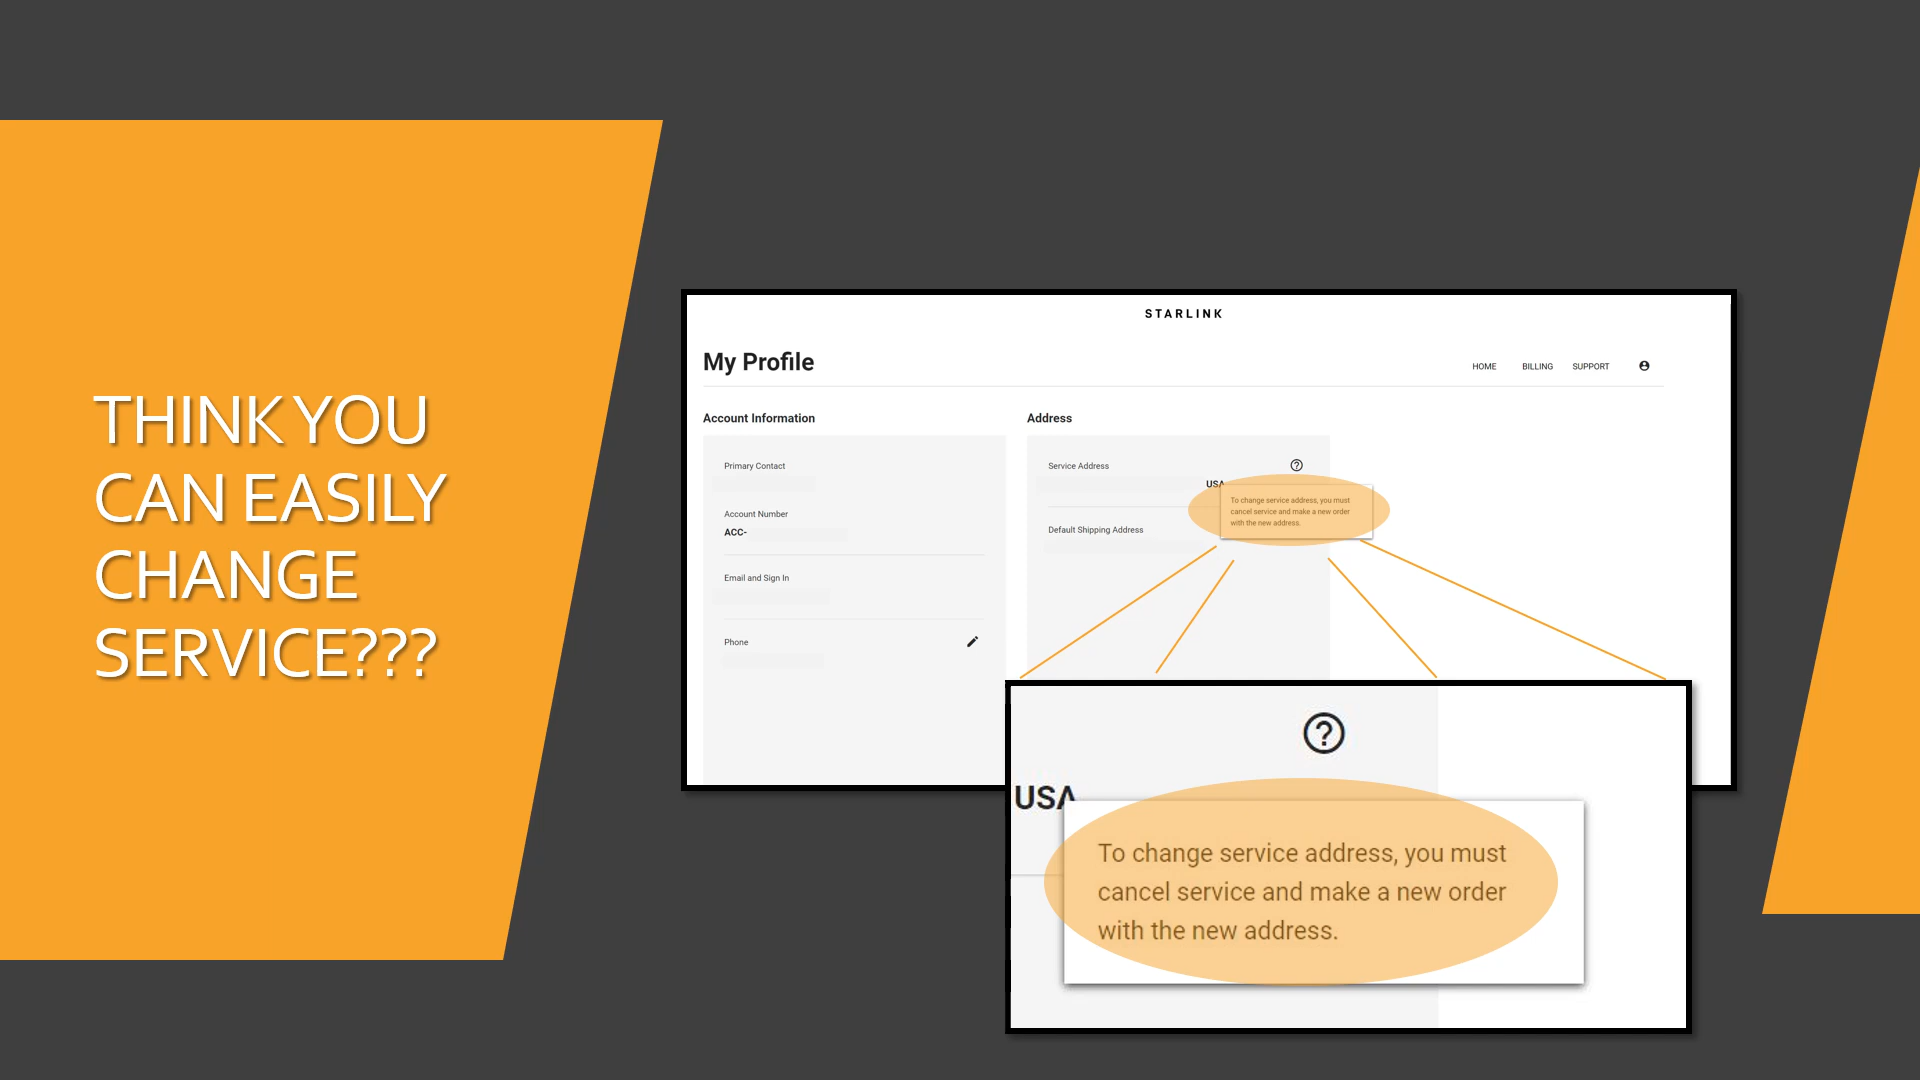 THINK YOU
CAN EASILY
CHANGE
SERVICE???
STARLINK
My Profile
HOME BILLING SUPPORT
Account Information
Primary Contact
Account Number
ACC-
Email and Sign In
Phone
Address
Service Address
USA
To change service address, you must
cancel service and make a new order
with the new address.
Default Shipping Address
USA
To change service address, you must
cancel service and make a new order
with the new address.